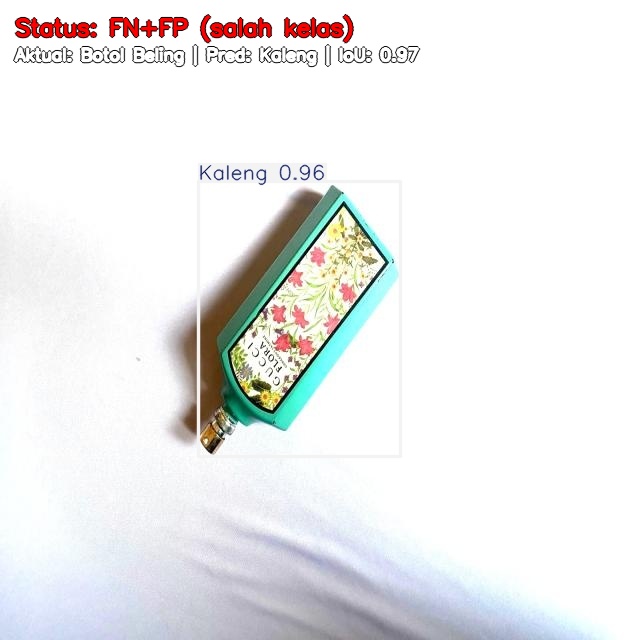 Status: FN+FP (salah kelas)
Aktual: Botol Beling | Pred: Kaleng | IoU: 0.97
Kaleng 0.96
GUCCI
FLORA